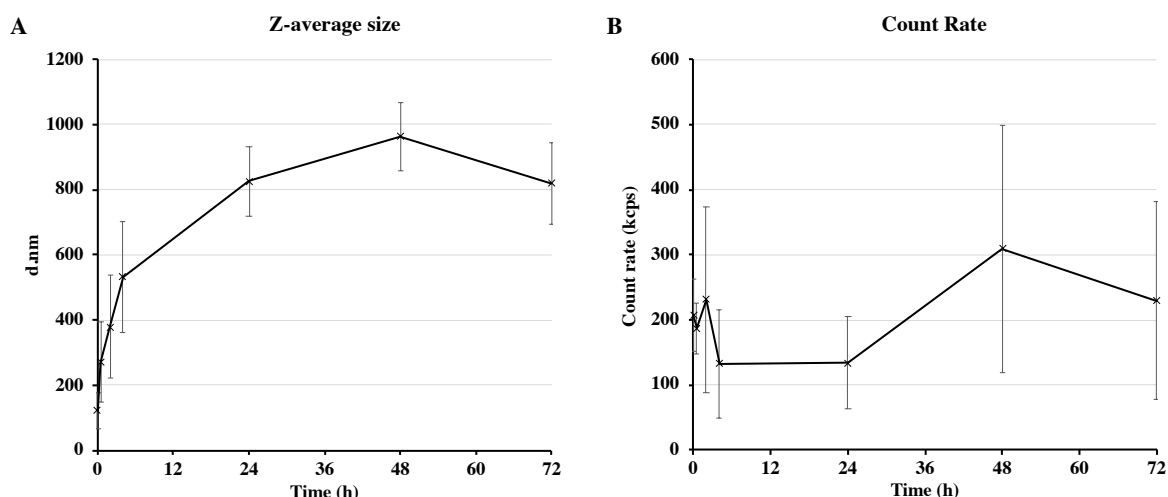 A
Z-average size
1200
1000
800
600
400
200
0
d.nm
0 12 24 36 48 60 72
Time (h)
B
Count Rate
600
500
400
300
200
100
0
Count rate (kcps)
0 12 24 36 48 60 72
Time (h)